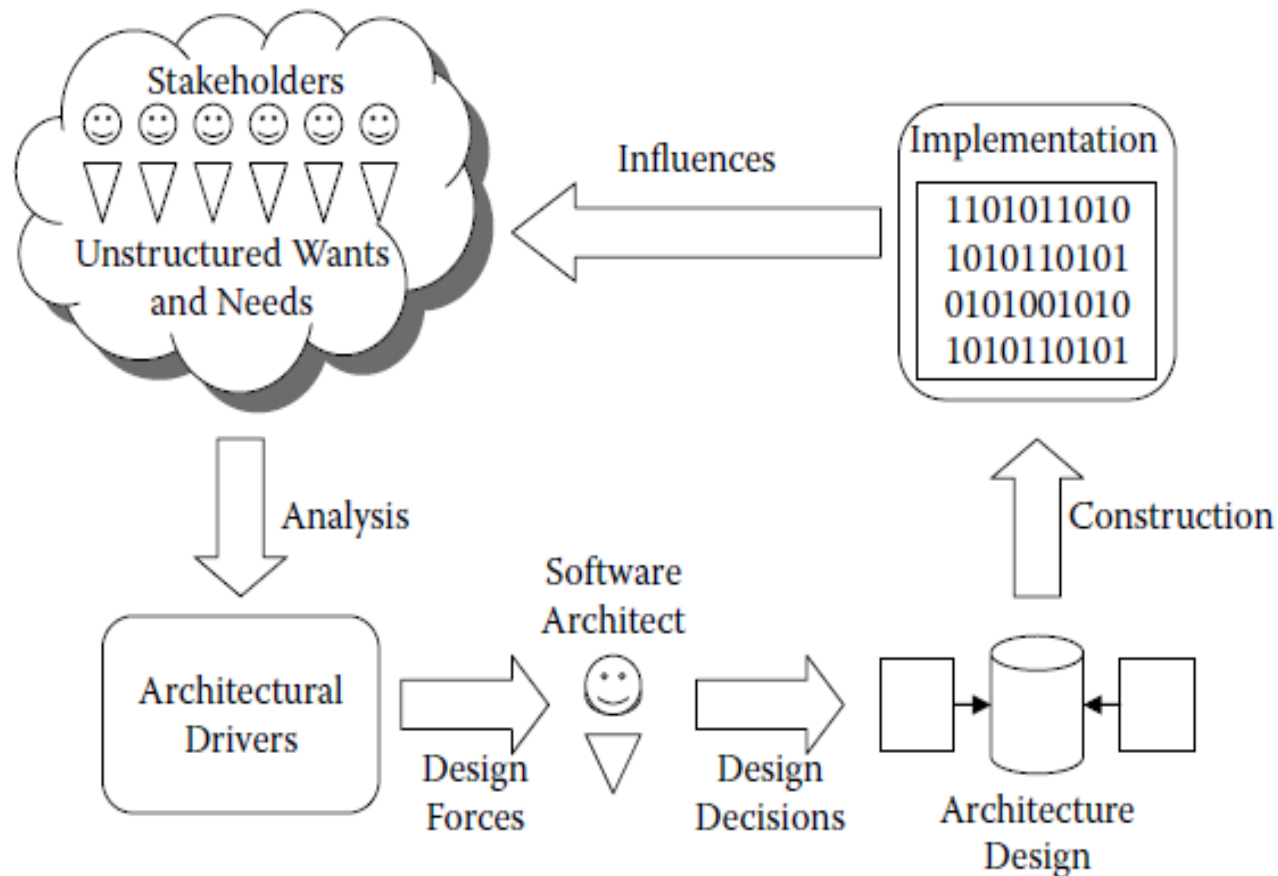 Stakeholders
Unstructured Wants
and Needs
Influences
Implementation
1101011010
1010110101
0101001010
1010110101
Analysis
Construction
Architectural
Drivers
Design
Forces
Software
Architect
Design
Decisions
Architecture
Design